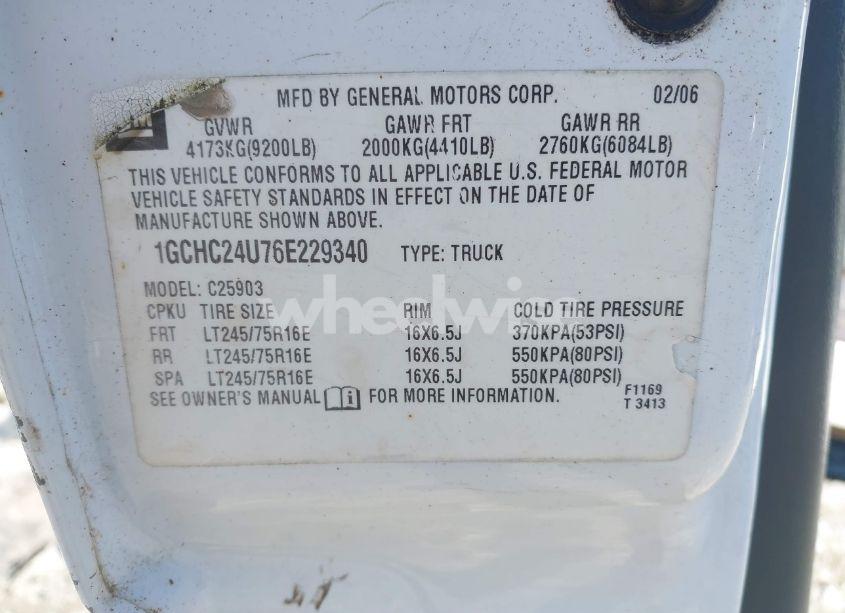 MFD BY GENERAL MOTORS CORP. 02/06
GM
GVWR GAWR FRT GAWR RR
4173KG(9200LB) 2000KG(4410LB) 2760KG(6084LB)
THIS VEHICLE CONFORMS TO ALL APPLICABLE U.S. FEDERAL MOTOR
VEHICLE SAFETY STANDARDS IN EFFECT ON THE DATE OF
MANUFACTURE SHOWN ABOVE.
1GCHC24U76E229340 TYPE: TRUCK
MODEL: C25903
wheelwise
CPKU TIRE SIZE RIM COLD TIRE PRESSURE
FRT LT245/75R16E 16X6.5J 370KPA(53PSI)
RR LT245/75R16E 16X6.5J 550KPA(80PSI)
SPA LT245/75R16E 16X6.5J 550KPA(80PSI)
SEE OWNER'S MANUAL i FOR MORE INFORMATION.
F1169
T 3413